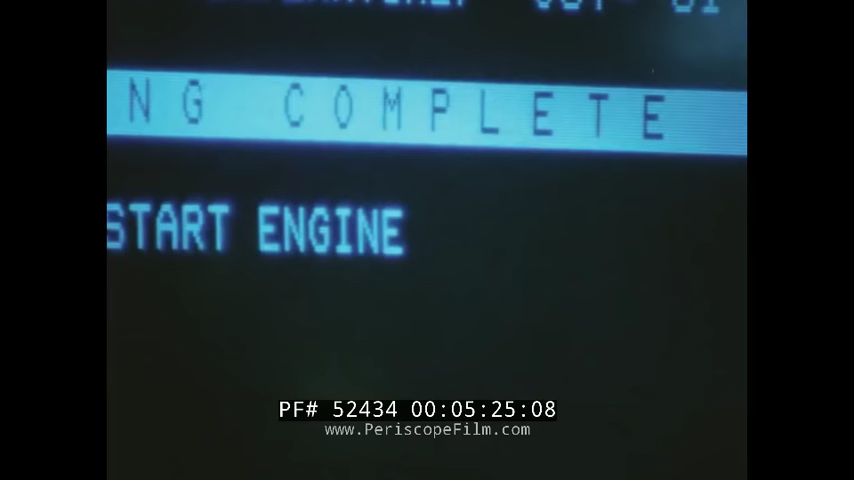 NG COMPLETE
START ENGINE
PF# 52434 00:05:25:08
www.PeriscopeFilm.com